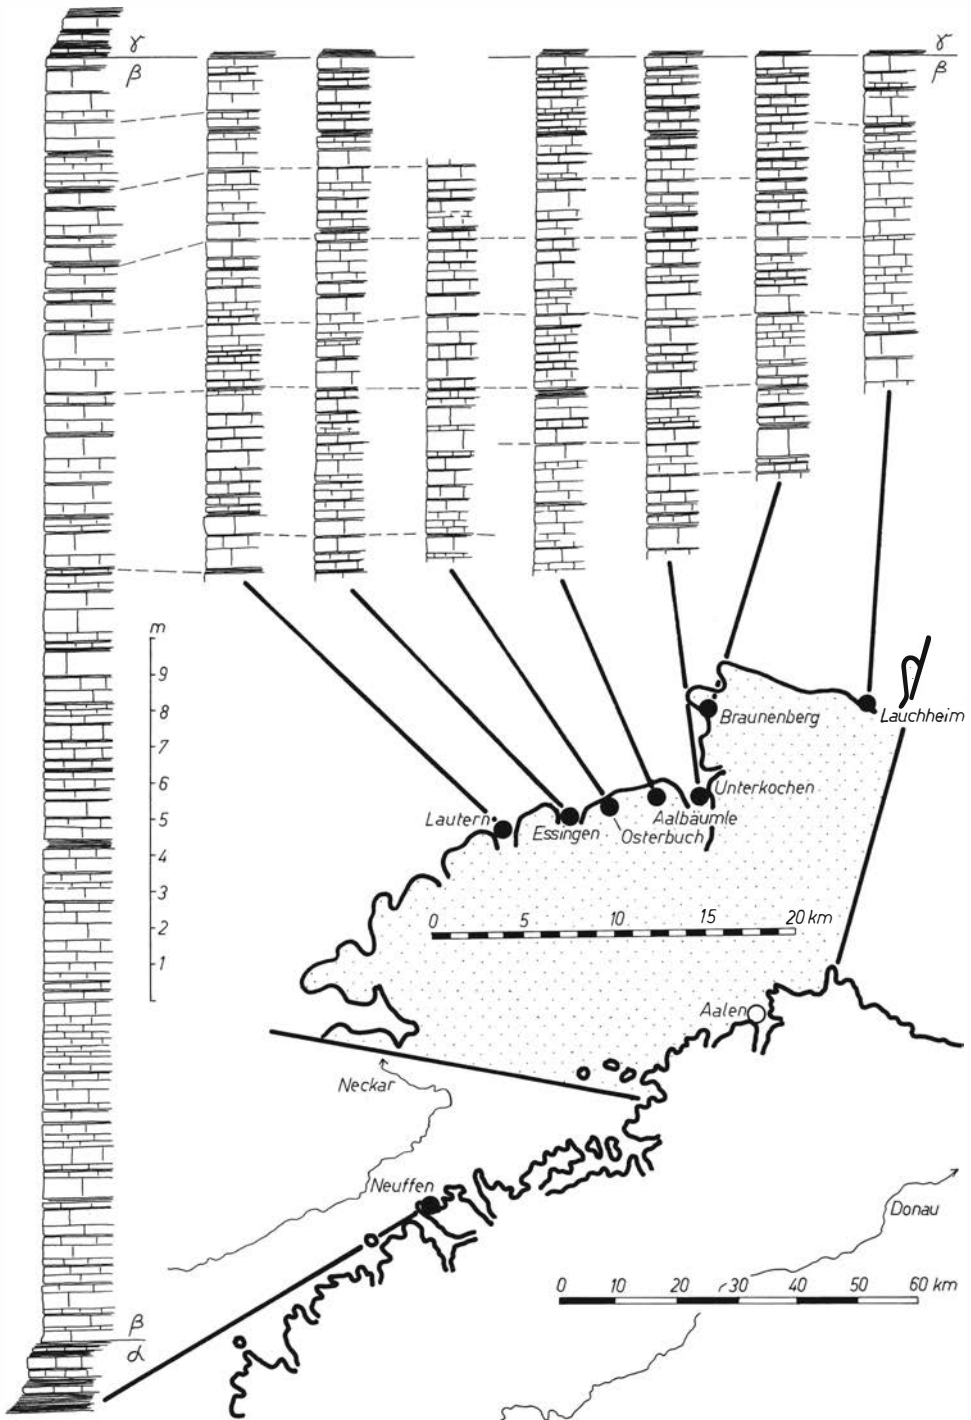 γ
β
γ
β
m
9
8
7
6
5
4
3
2
1
Braunenberg
Lauchheim
Unterkochen
Lautern
Essingen
Aalbäumle
Osterbuch
0 5 10 15 20 km
Aalen
Neckar
Neuffen
Donau
0 10 20 30 40 50 60 km
β
α